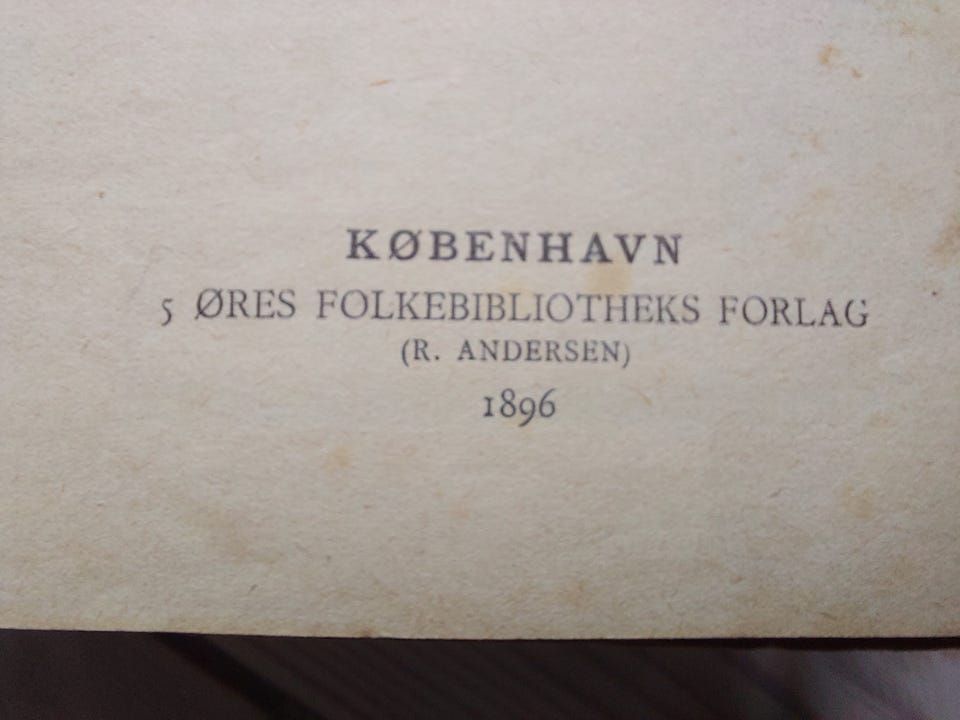 KØBENHAVN
5 ØRES FOLKEBIBLIOTHEKS FORLAG
(R. ANDERSEN)
1896